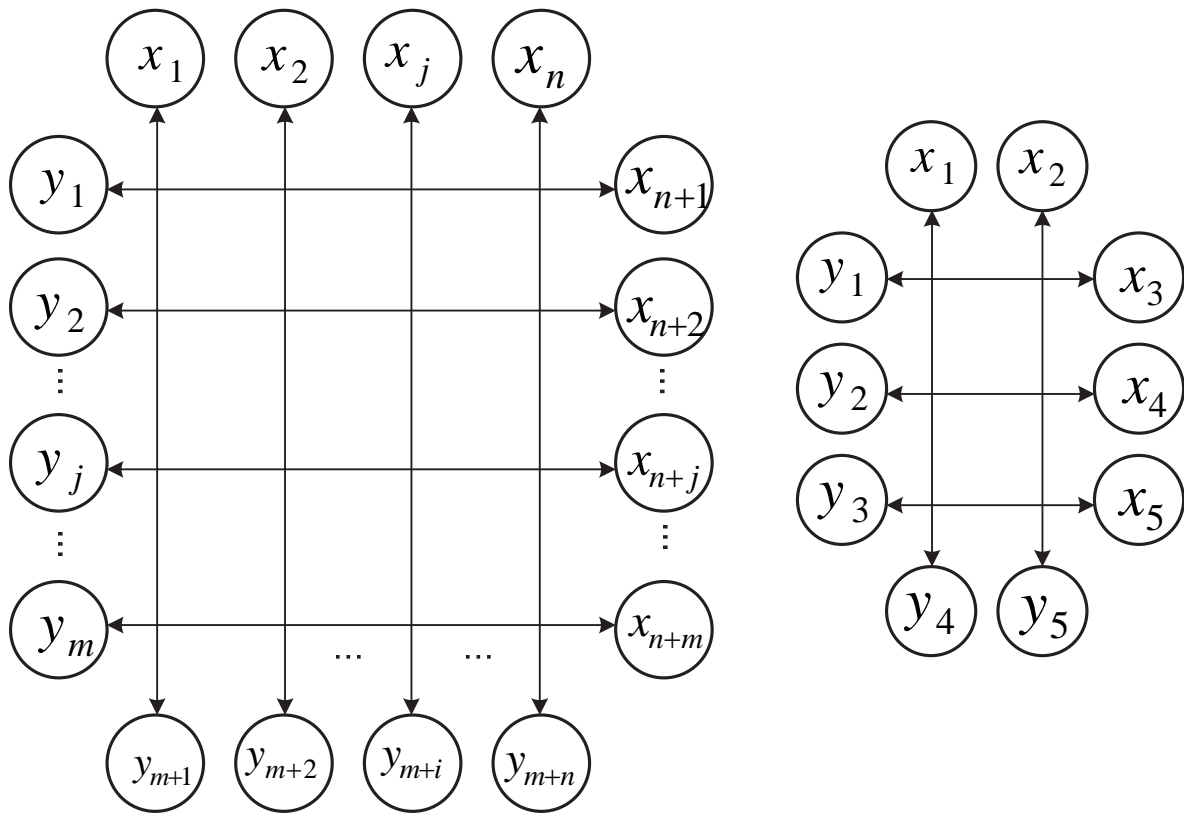 x1 x2 xj xn
y1 xn+1
y2 xn+2
⋮ ⋮
yj xn+j
⋮ ⋮
ym xn+m
... ...
ym+1 ym+2 ym+i ym+n
x1 x2
y1 x3
y2 x4
y3 x5
y4 y5